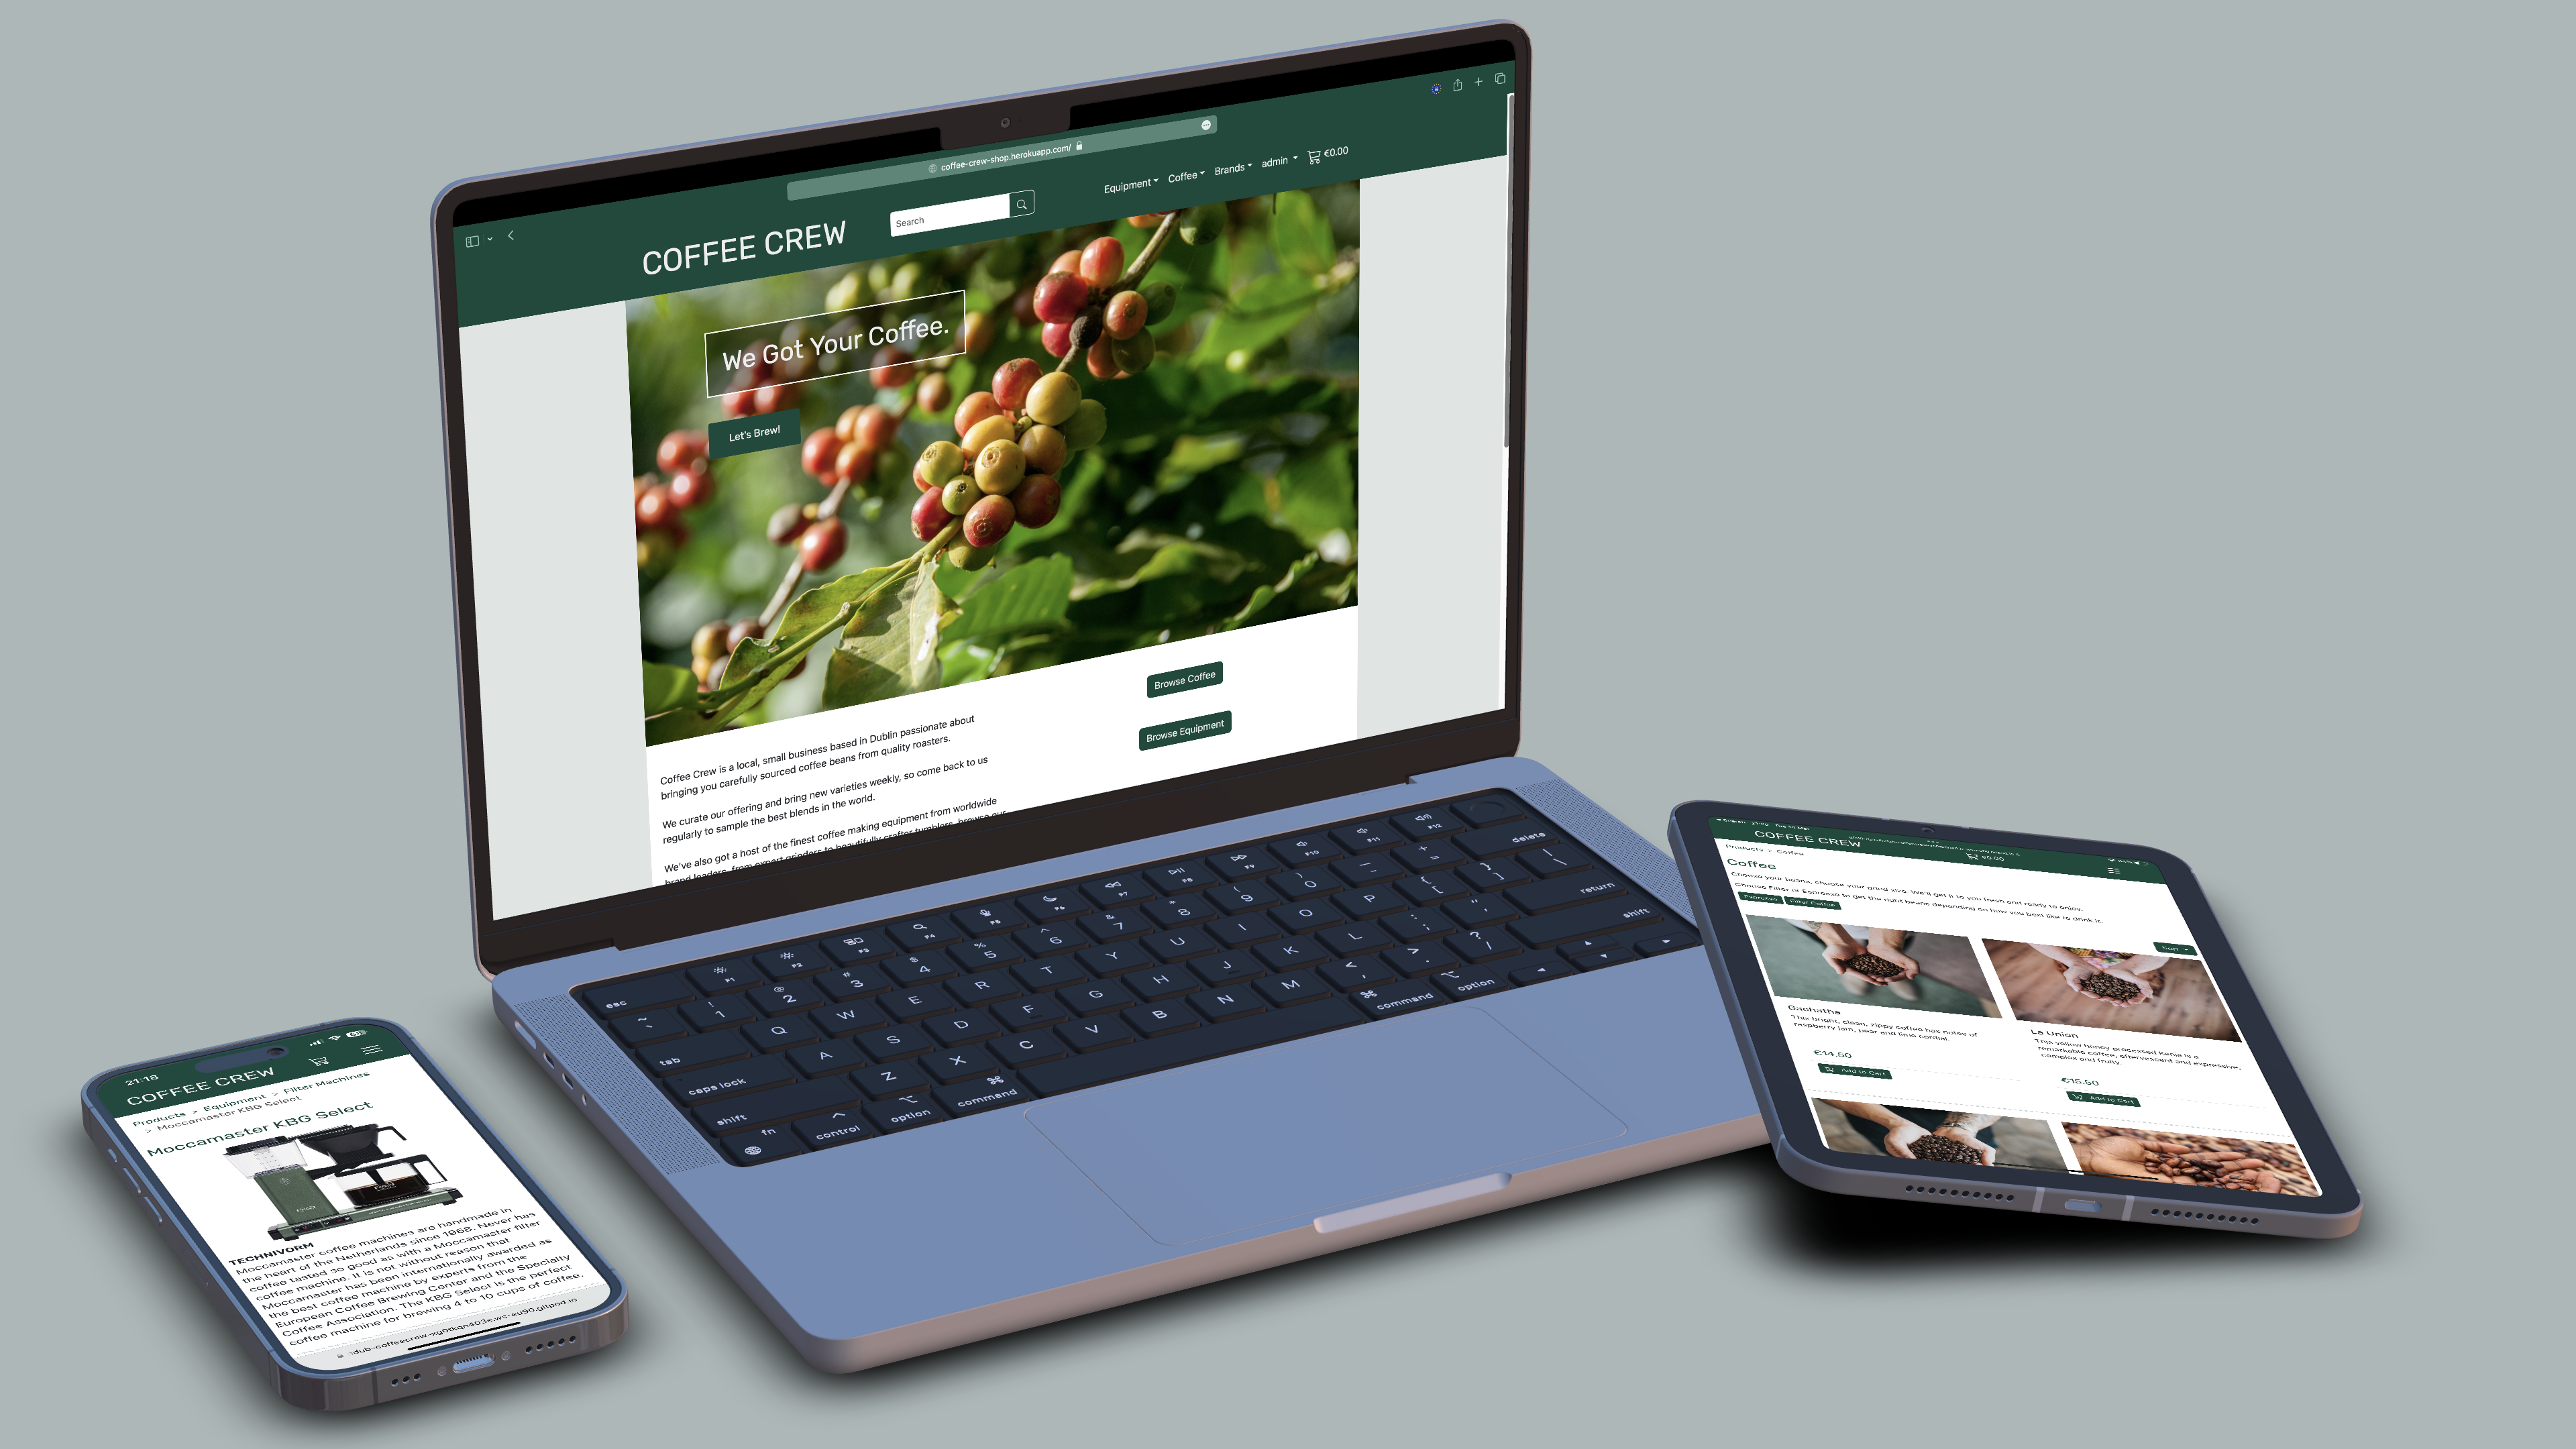 coffee-crew-shop.herokuapp.com/
COFFEE CREW
Search
Equipment
Coffee
Brands
admin
€0.00
We Got Your Coffee.
Let's Brew!
Browse Coffee
Browse Equipment
Coffee Crew is a local, small business based in Dublin passionate about
bringing you carefully sourced coffee beans from quality roasters.
We curate our offering and bring new varieties weekly, so come back to us
regularly to sample the best blends in the world.
We've also got a host of the finest coffee making equipment from worldwide
brand leaders, from expert grinders to beautifully crafter tumblers, browse our
esc F1 F2 F3 F4 F5 F6 F7 F8 F9 F10 F11 F12
~ ` ! 1 @ 2 # 3 $ 4 % 5 ^ 6 & 7 * 8 ( 9 ) 0 — + = delete
tab Q W E R T Y U I O P { [ } ] | \
caps lock A S D F G H J K L : ; " ' return
shift Z X C V B N M < , > . ? / shift
fn control option command command option
21:18
COFFEE CREW
Products > Equipment > Filter Machines
> Moccamaster KBG Select
Moccamaster KBG Select
TECHNIVORM
Moccamaster coffee machines are handmade in
the heart of the Netherlands since 1968. Never has
coffee tasted so good as with a Moccamaster filter
coffee machine. It is not without reason that
Moccamaster has been internationally awarded as
the best coffee machine by experts from the
European Coffee Brewing Center and the Specialty
Coffee Association. The KBG Select is the perfect
coffee machine for brewing 4 to 10 cups of coffee.
COFFEE CREW
€0.00
Products > Coffee
Coffee
Choose your beans, choose your grind size. We'll get it to you fresh and ready to enjoy.
Choose Filter or Espresso to get the right beans depending on how you best like to drink it.
Espresso
Filter Coffee
Sort
Gachatha
This bright, clean, zippy coffee has notes of
raspberry jam, pear and lime cordial.
€14.50
Add to Cart
La Union
This yellow honey processed Kenia is a
remarkable coffee, effervescent and expressive,
complex and fruity.
€15.50
Add to Cart